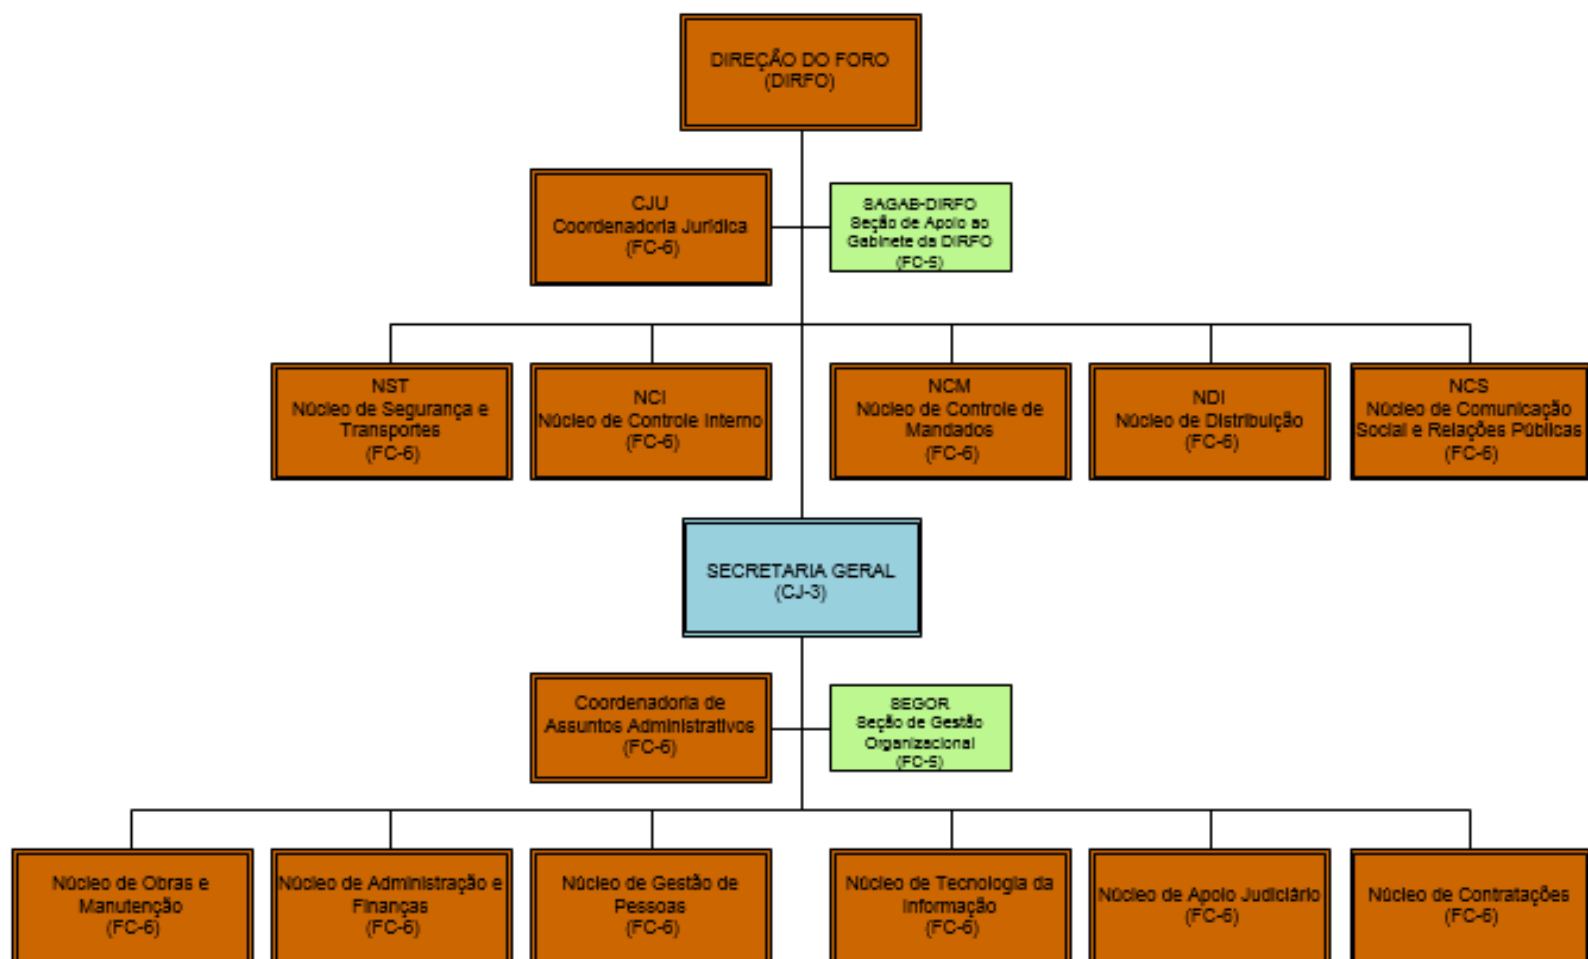 DIREÇÃO DO FORO
(DIRFO)
CJU
Coordenadoria Jurídica
(FC-6)
SAGAB-DIRFO
Seção de Apoio ao
Gabinete da DIRFO
(FC-5)
NST
Núcleo de Segurança e
Transportes
(FC-6)
NCI
Núcleo de Controle Interno
(FC-6)
NCM
Núcleo de Controle de
Mandados
(FC-6)
NDI
Núcleo de Distribuição
(FC-6)
NCS
Núcleo de Comunicação
Social e Relações Públicas
(FC-6)
SECRETARIA GERAL
(CJ-3)
Coordenadoria de
Assuntos Administrativos
(FC-6)
SEGOR
Seção de Gestão
Organizacional
(FC-5)
Núcleo de Obras e
Manutenção
(FC-6)
Núcleo de Administração e
Finanças
(FC-6)
Núcleo de Gestão de
Pessoas
(FC-6)
Núcleo de Tecnologia da
Informação
(FC-6)
Núcleo de Apoio Judiciário
(FC-6)
Núcleo de Contratações
(FC-6)